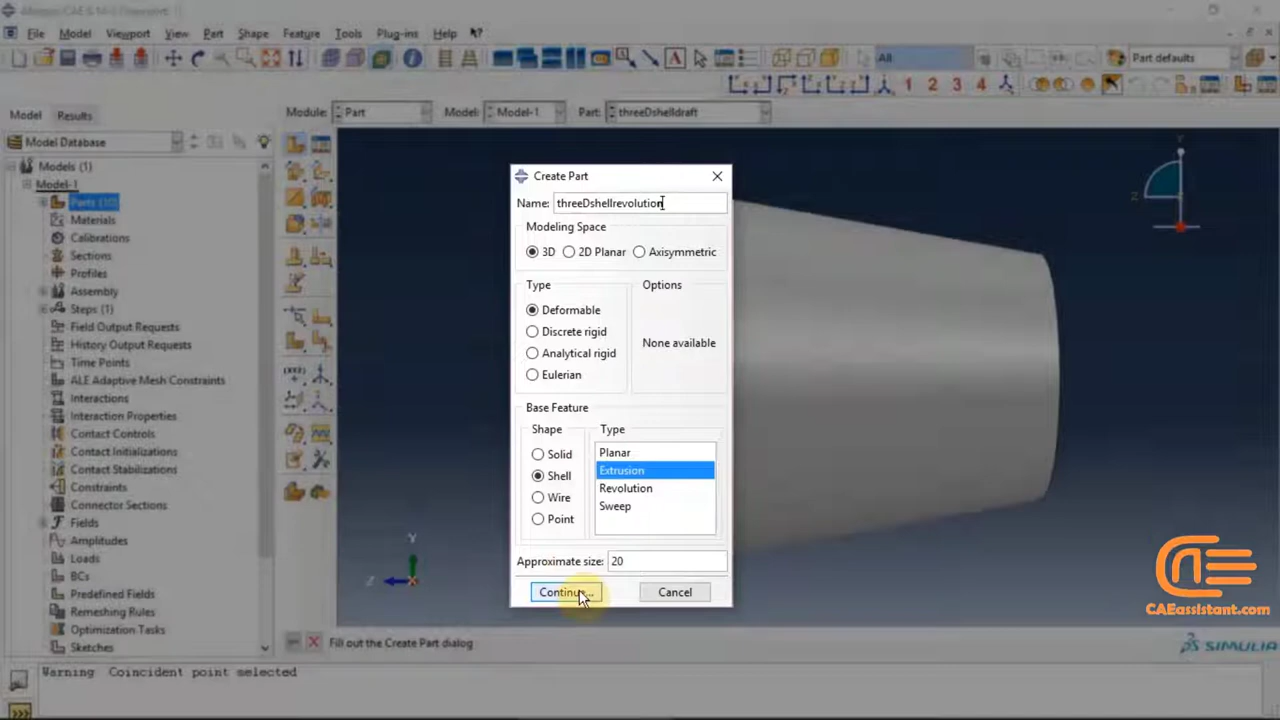 File Model Viewport View Part Shape Feature Tools Plug-ins Help
All
Part defaults
1 2 3 4
Model Results
Module: Part Model: Model-1 Part: threeDshelldraft
Model Database
Models (1)
Model-1
Parts (10)
Materials
Calibrations
Sections
Profiles
Assembly
Steps (1)
Field Output Requests
History Output Requests
Time Points
ALE Adaptive Mesh Constraints
Interactions
Interaction Properties
Contact Controls
Contact Initializations
Contact Stabilizations
Constraints
Connector Sections
Fields
Amplitudes
Loads
BCs
Predefined Fields
Remeshing Rules
Optimization Tasks
Sketches
Create Part
Name: threeDshellrevolution
Modeling Space
3D 2D Planar Axisymmetric
Type
Deformable
Discrete rigid
Analytical rigid
Eulerian
Options
None available
Base Feature
Shape
Solid
Shell
Wire
Point
Type
Planar
Extrusion
Revolution
Sweep
Approximate size: 20
Continue... Cancel
Y
Z
Z
CAEassistant.com
Fill out the Create Part dialog
SIMULIA
Warning Coincident point selected